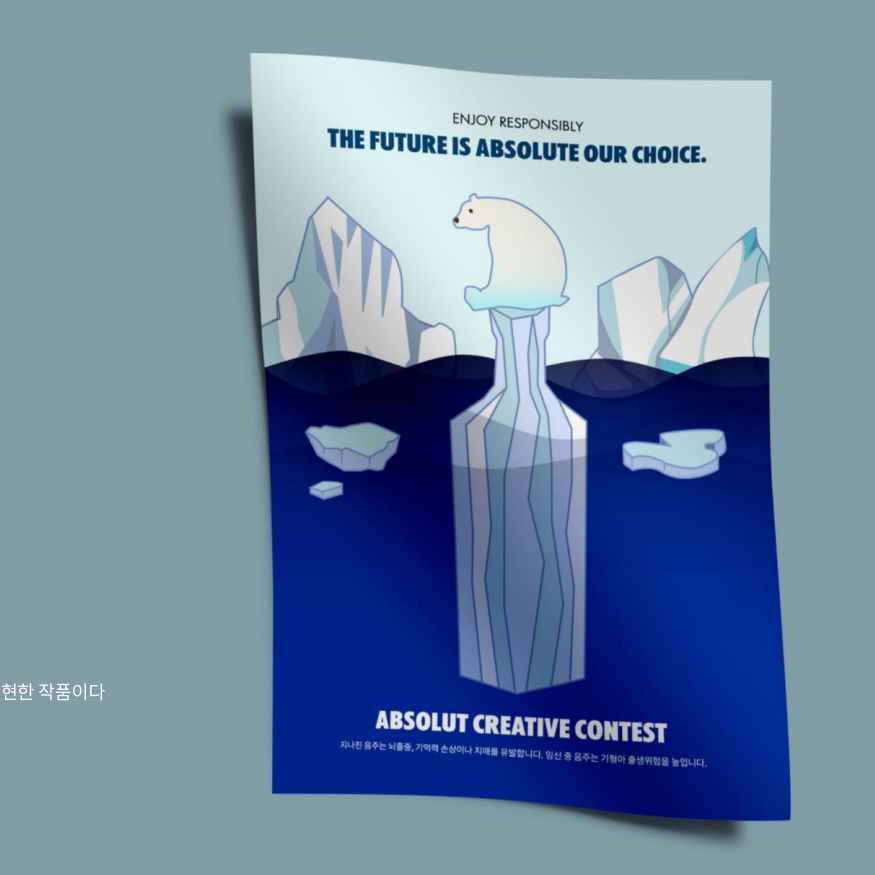 ENJOY RESPONSIBLY
THE FUTURE IS ABSOLUTE OUR CHOICE.
현한 작품이다
ABSOLUT CREATIVE CONTEST
지나친 음주는 뇌졸중, 기억력 손상이나 치매를 유발합니다. 임신 중 음주는 기형아 출생위험을 높입니다.